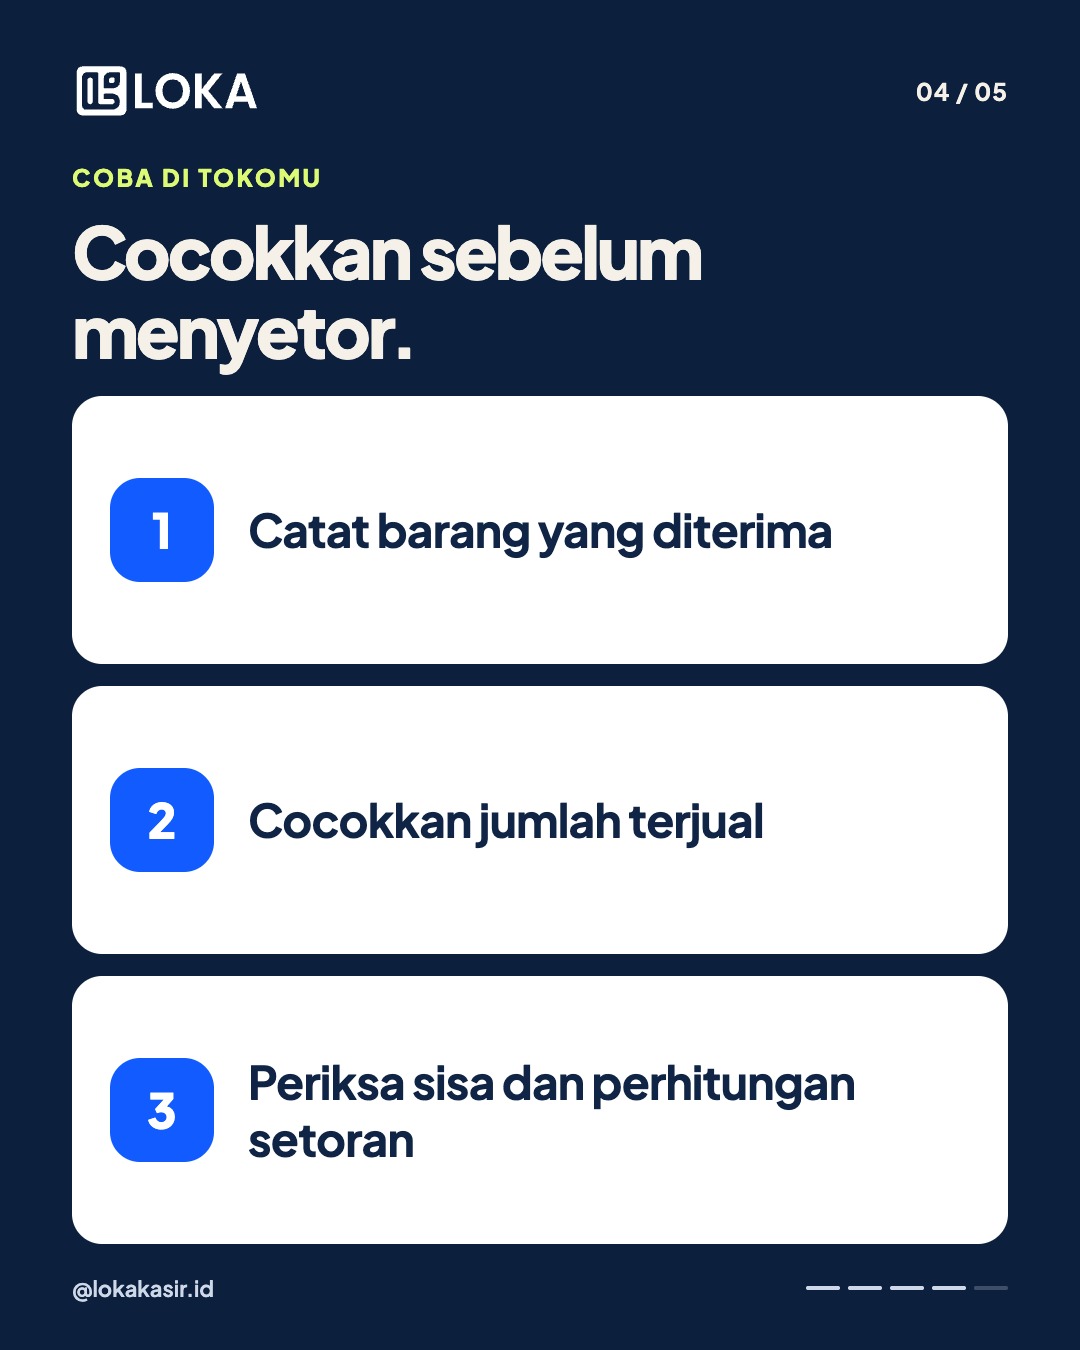 LOKA
04 / 05
COBA DI TOKOMU
Cocokkan sebelum
menyetor.
1
Catat barang yang diterima
2
Cocokkan jumlah terjual
3
Periksa sisa dan perhitungan
setoran
@lokakasir.id